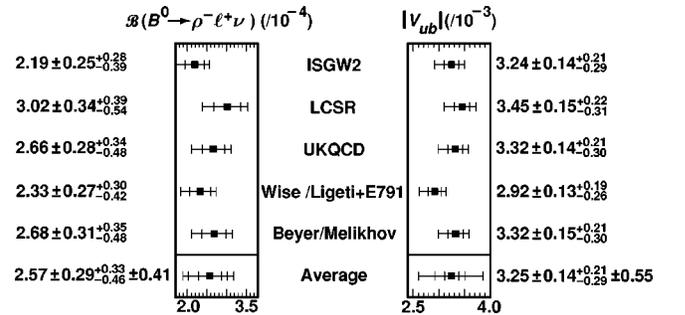 ℬ(B⁰→ρ⁻ℓ⁺ν) (/10⁻⁴) |V_ub|(/10⁻³)
2.19±0.25+0.28−0.39 ISGW2 3.24±0.14+0.21−0.29
3.02±0.34+0.39−0.54 LCSR 3.45±0.15+0.22−0.31
2.66±0.28+0.34−0.48 UKQCD 3.32±0.14+0.21−0.30
2.33±0.27+0.30−0.42 Wise /Ligeti+E791 2.92±0.13+0.19−0.26
2.68±0.31+0.35−0.48 Beyer/Melikhov 3.32±0.15+0.21−0.30
2.57±0.29+0.33−0.46±0.41 Average 3.25±0.14+0.21−0.29±0.55
2.0 3.5 2.5 4.0